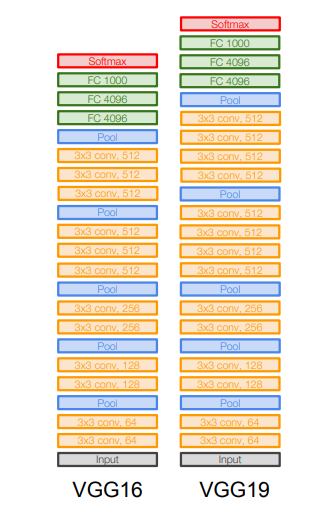 Softmax
FC 1000
FC 4096
FC 4096
Pool
3x3 conv, 512
3x3 conv, 512
3x3 conv, 512
Pool
3x3 conv, 512
3x3 conv, 512
3x3 conv, 512
Pool
3x3 conv, 256
3x3 conv, 256
Pool
3x3 conv, 128
3x3 conv, 128
Pool
3x3 conv, 64
3x3 conv, 64
Input
VGG16
Softmax
FC 1000
FC 4096
FC 4096
Pool
3x3 conv, 512
3x3 conv, 512
3x3 conv, 512
3x3 conv, 512
Pool
3x3 conv, 512
3x3 conv, 512
3x3 conv, 512
3x3 conv, 512
Pool
3x3 conv, 256
3x3 conv, 256
Pool
3x3 conv, 128
3x3 conv, 128
Pool
3x3 conv, 64
3x3 conv, 64
Input
VGG19